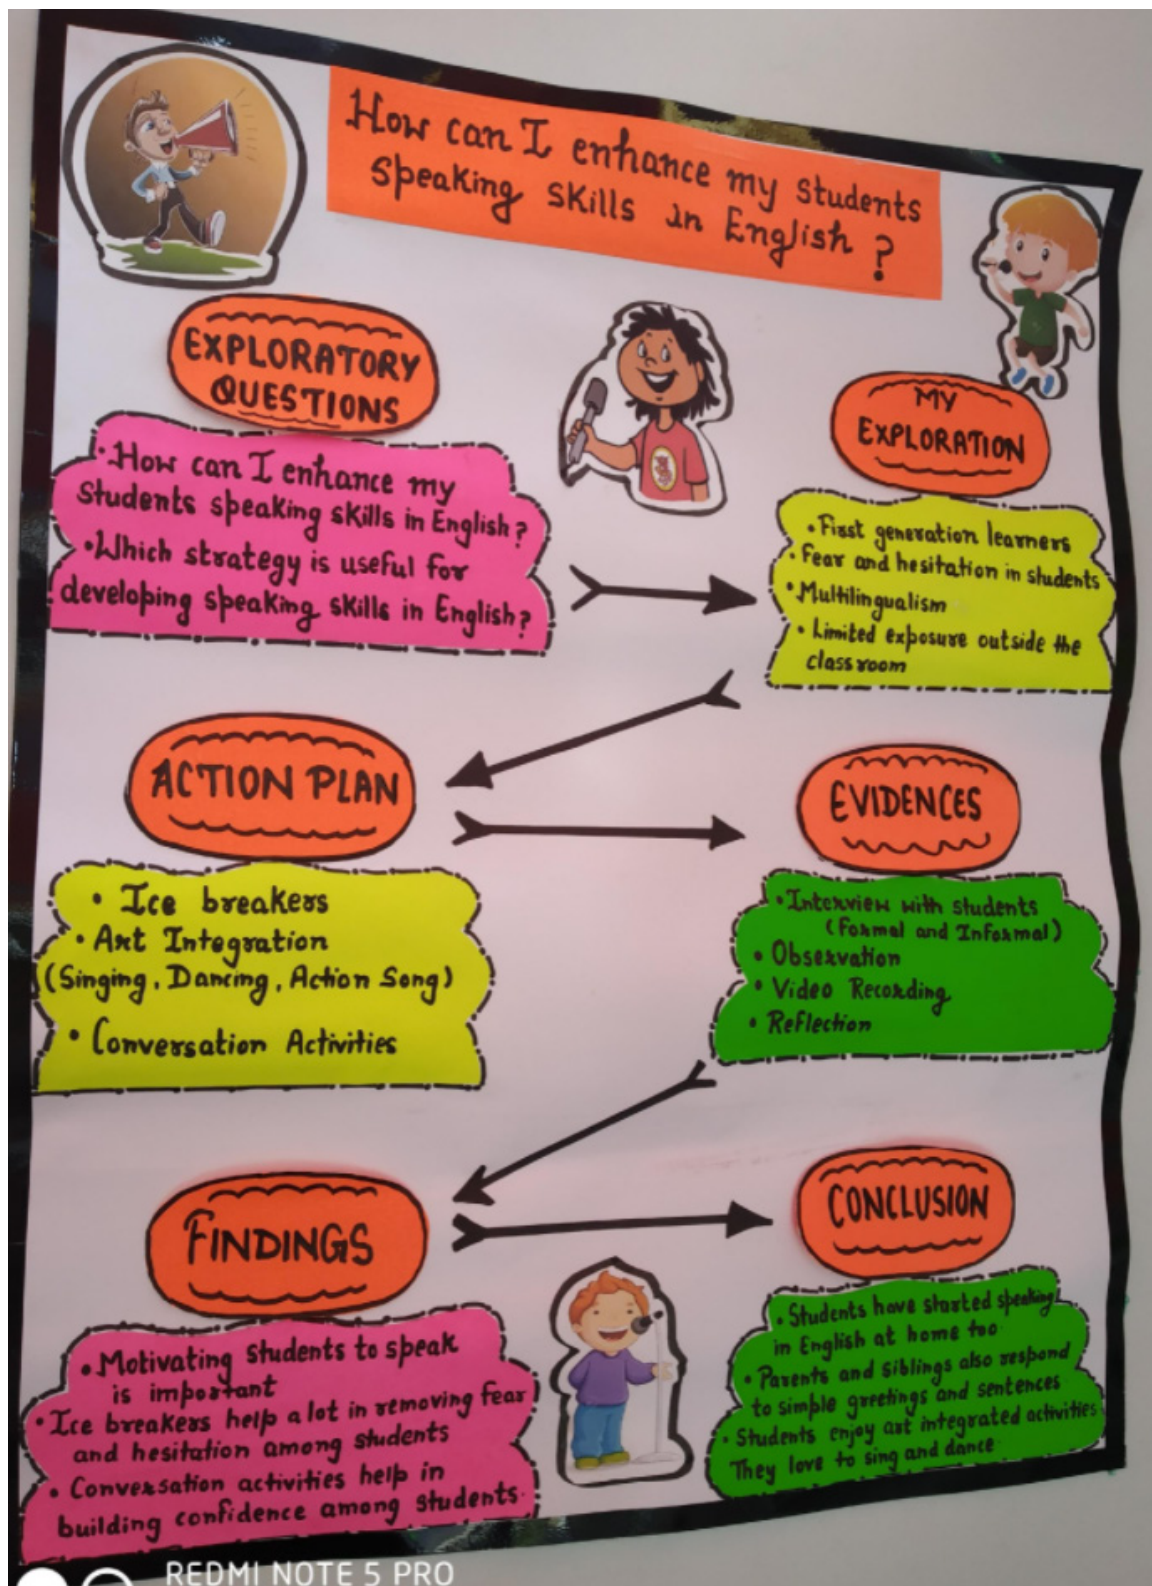 How can I enhance my students
speaking skills in English ?
EXPLORATORY
QUESTIONS
• How can I enhance my
students speaking skills in English?
• Which strategy is useful for
developing speaking skills in English?
MY
EXPLORATION
• First generation learners
• Fear and hesitation in students
• Multilingualism
• Limited exposure outside the
classroom
ACTION PLAN
• Ice breakers
• Art Integration
(Singing, Dancing, Action Song)
• Conversation Activities
EVIDENCES
• Interview with students
(Formal and Informal)
• Observation
• Video Recording
• Reflection
FINDINGS
• Motivating students to speak
is important
• Ice breakers help a lot in removing fear
and hesitation among students
• Conversation activities help in
building confidence among students.
CONCLUSION
• Students have started speaking
in English at home too
• Parents and siblings also respond
to simple greetings and sentences
• Students enjoy art integrated activities
They love to sing and dance
REDMI NOTE 5 PRO